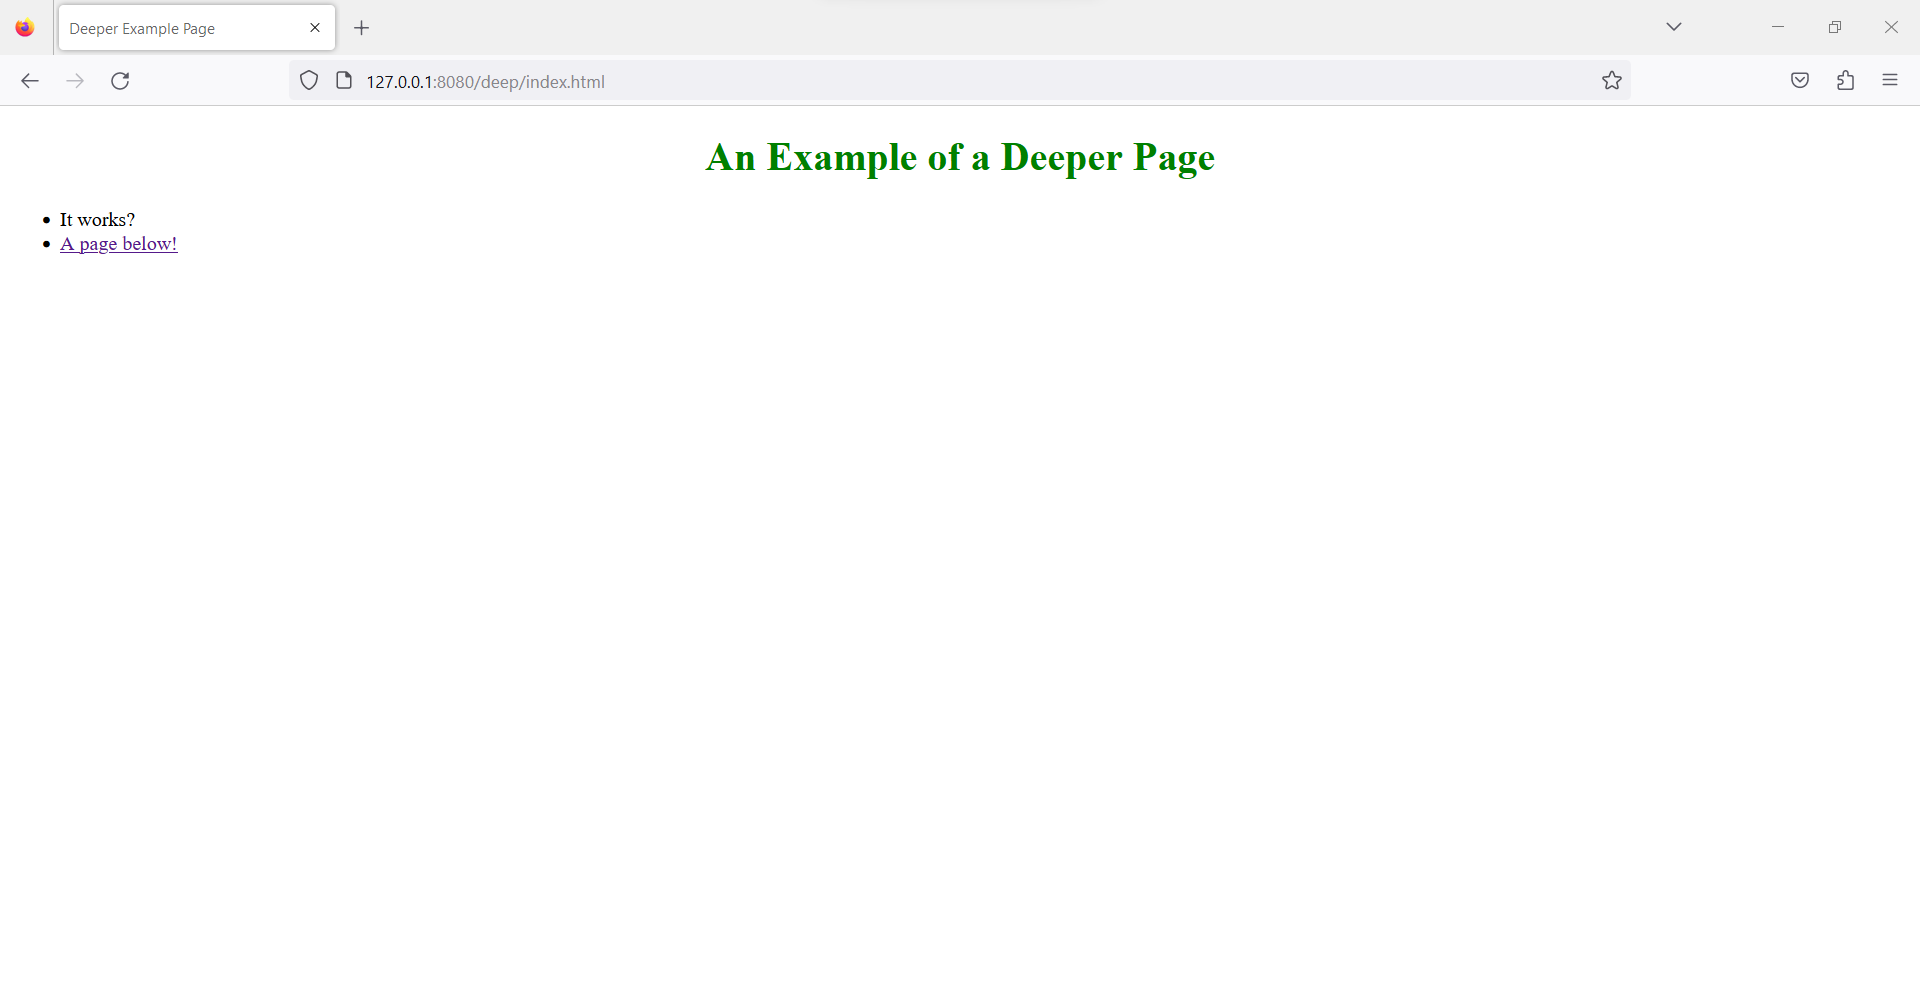 Deeper Example Page
127.0.0.1:8080/deep/index.html
An Example of a Deeper Page
It works?
A page below!